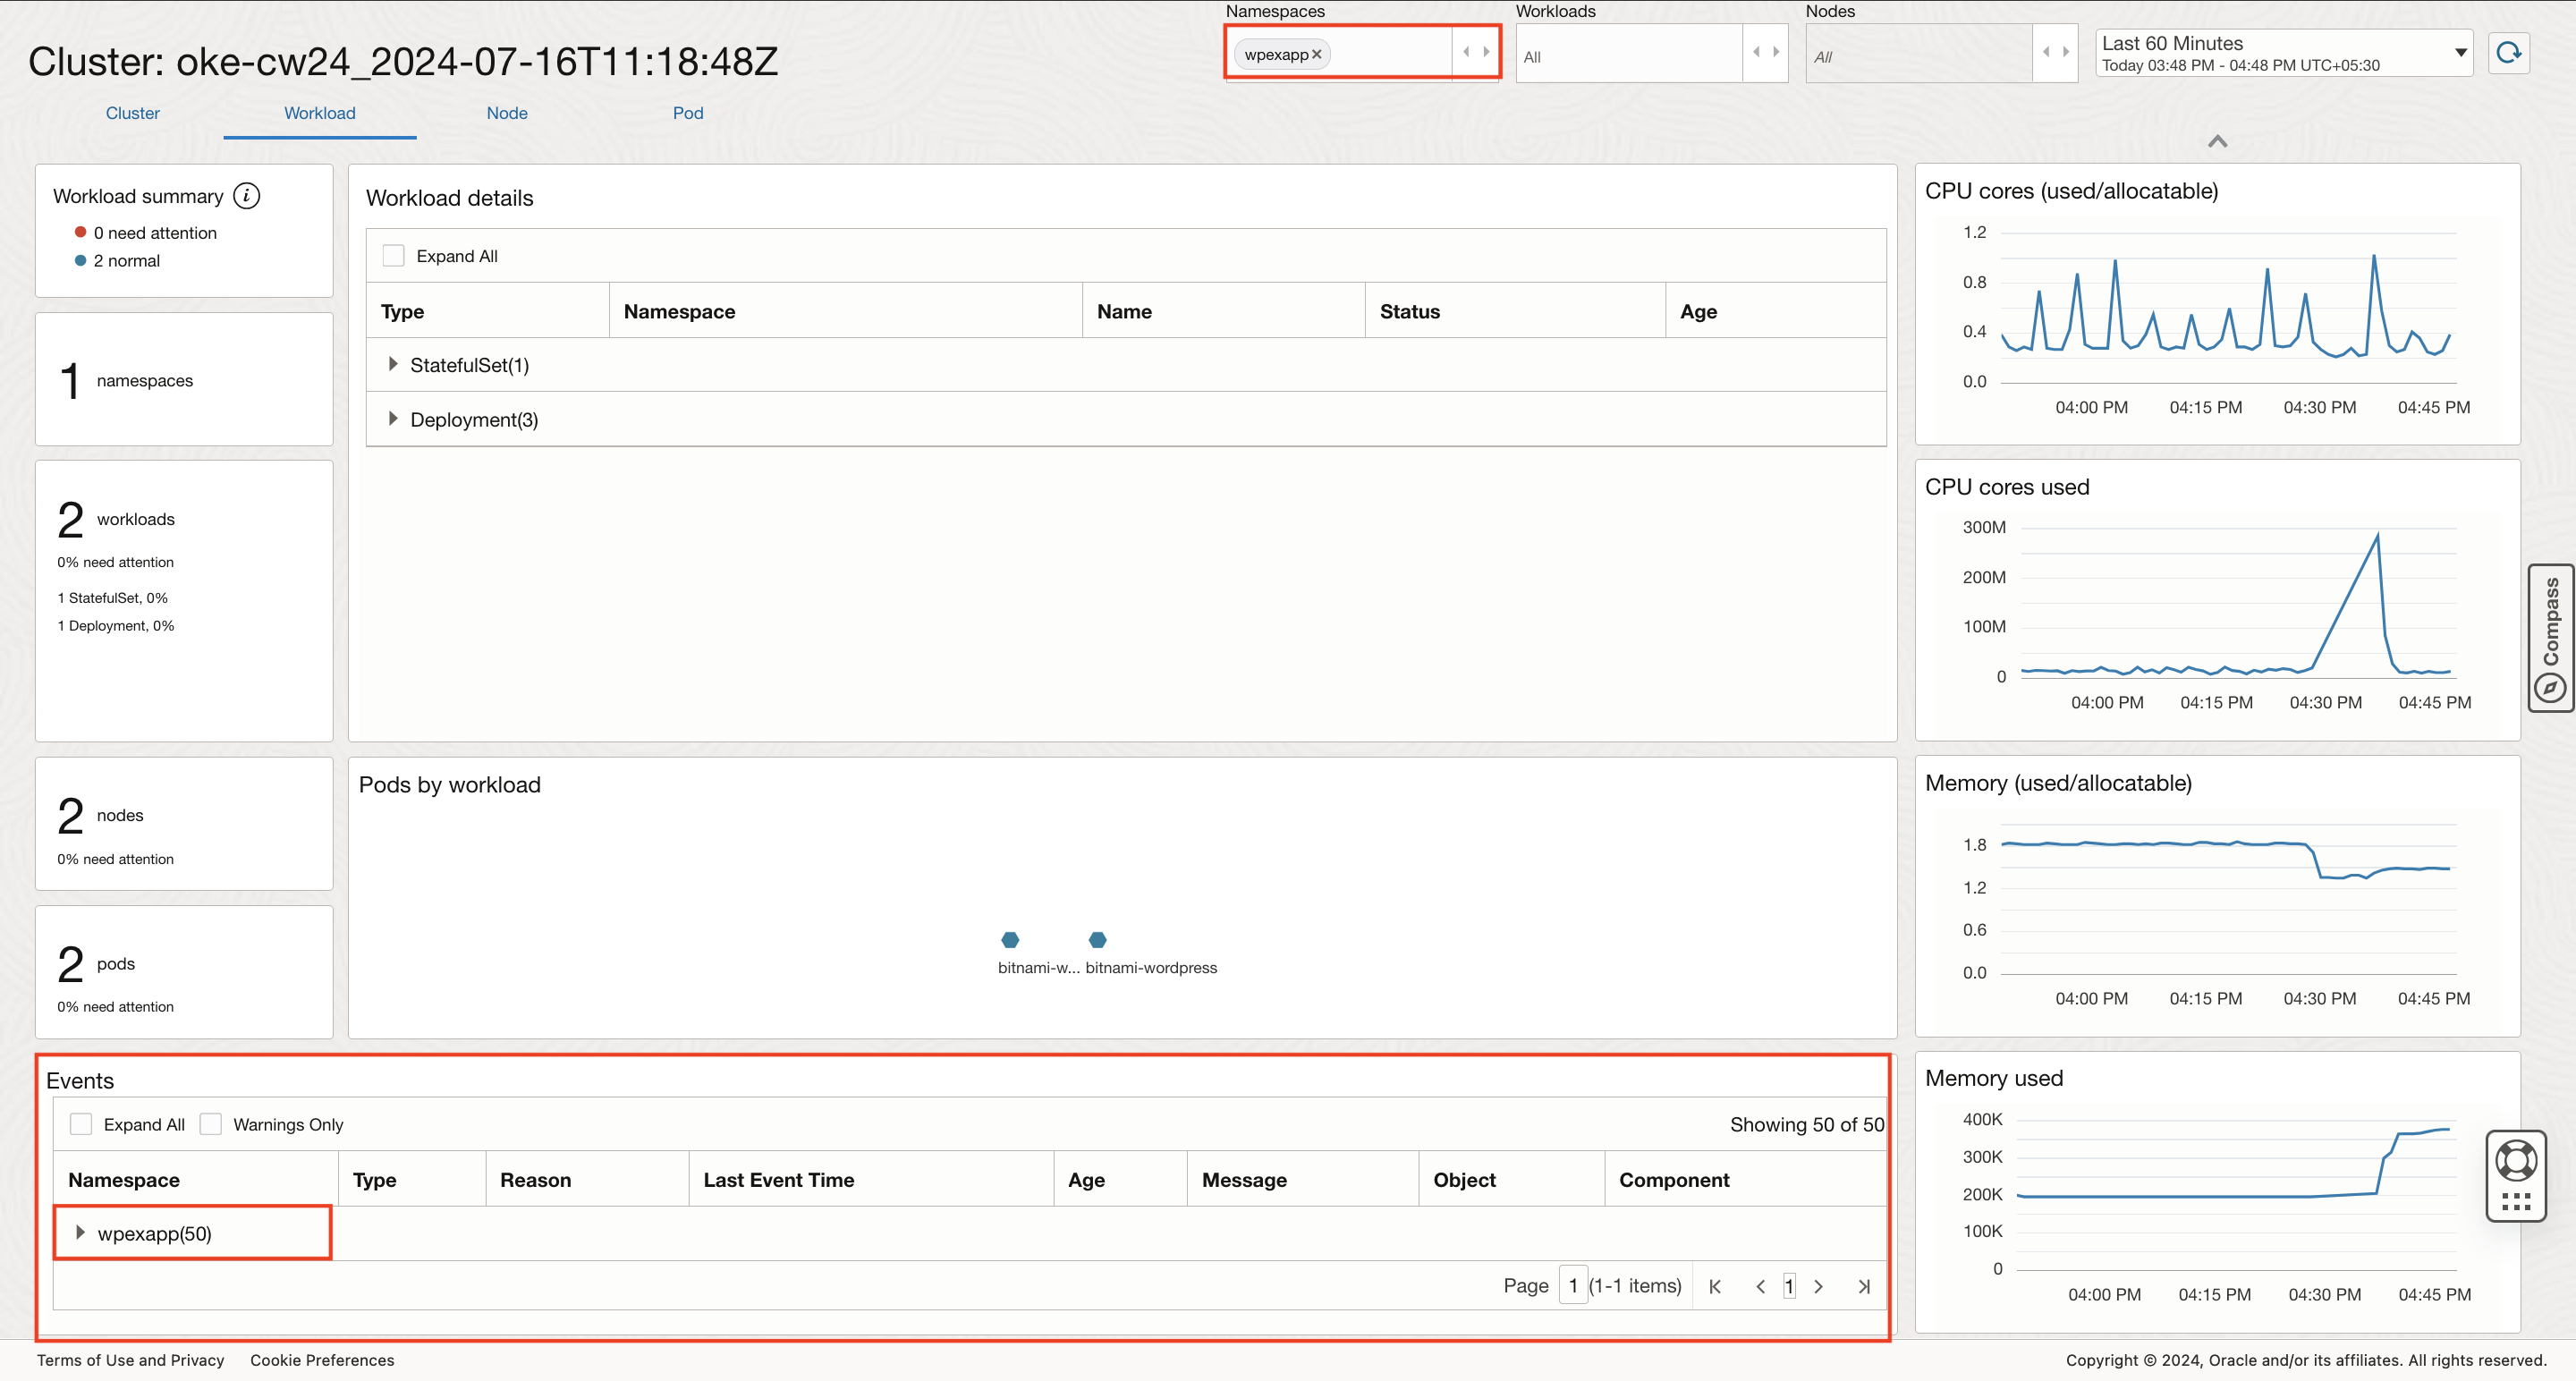 Namespaces
Workloads
Nodes
Cluster: oke-cw24_2024-07-16T11:18:48Z
wpexapp×
All
All
Last 60 Minutes
Today 03:48 PM - 04:48 PM UTC+05:30
Cluster
Workload
Node
Pod
Workload summary i
0 need attention
2 normal
1 namespaces
2 workloads
0% need attention
1 StatefulSet, 0%
1 Deployment, 0%
2 nodes
0% need attention
2 pods
0% need attention
Workload details
Expand All
Type Namespace Name Status Age
StatefulSet(1)
Deployment(3)
Pods by workload
bitnami-w... bitnami-wordpress
Events
Expand All Warnings Only Showing 50 of 50
Namespace Type Reason Last Event Time Age Message Object Component
wpexapp(50)
Page 1 (1-1 items) 1
CPU cores (used/allocatable)
1.2
0.8
0.4
0.0
04:00 PM 04:15 PM 04:30 PM 04:45 PM
CPU cores used
300M
200M
100M
0
04:00 PM 04:15 PM 04:30 PM 04:45 PM
Memory (used/allocatable)
1.8
1.2
0.6
0.0
04:00 PM 04:15 PM 04:30 PM 04:45 PM
Memory used
400K
300K
200K
100K
0
04:00 PM 04:15 PM 04:30 PM 04:45 PM
Compass
Terms of Use and Privacy Cookie Preferences
Copyright © 2024, Oracle and/or its affiliates. All rights reserved.